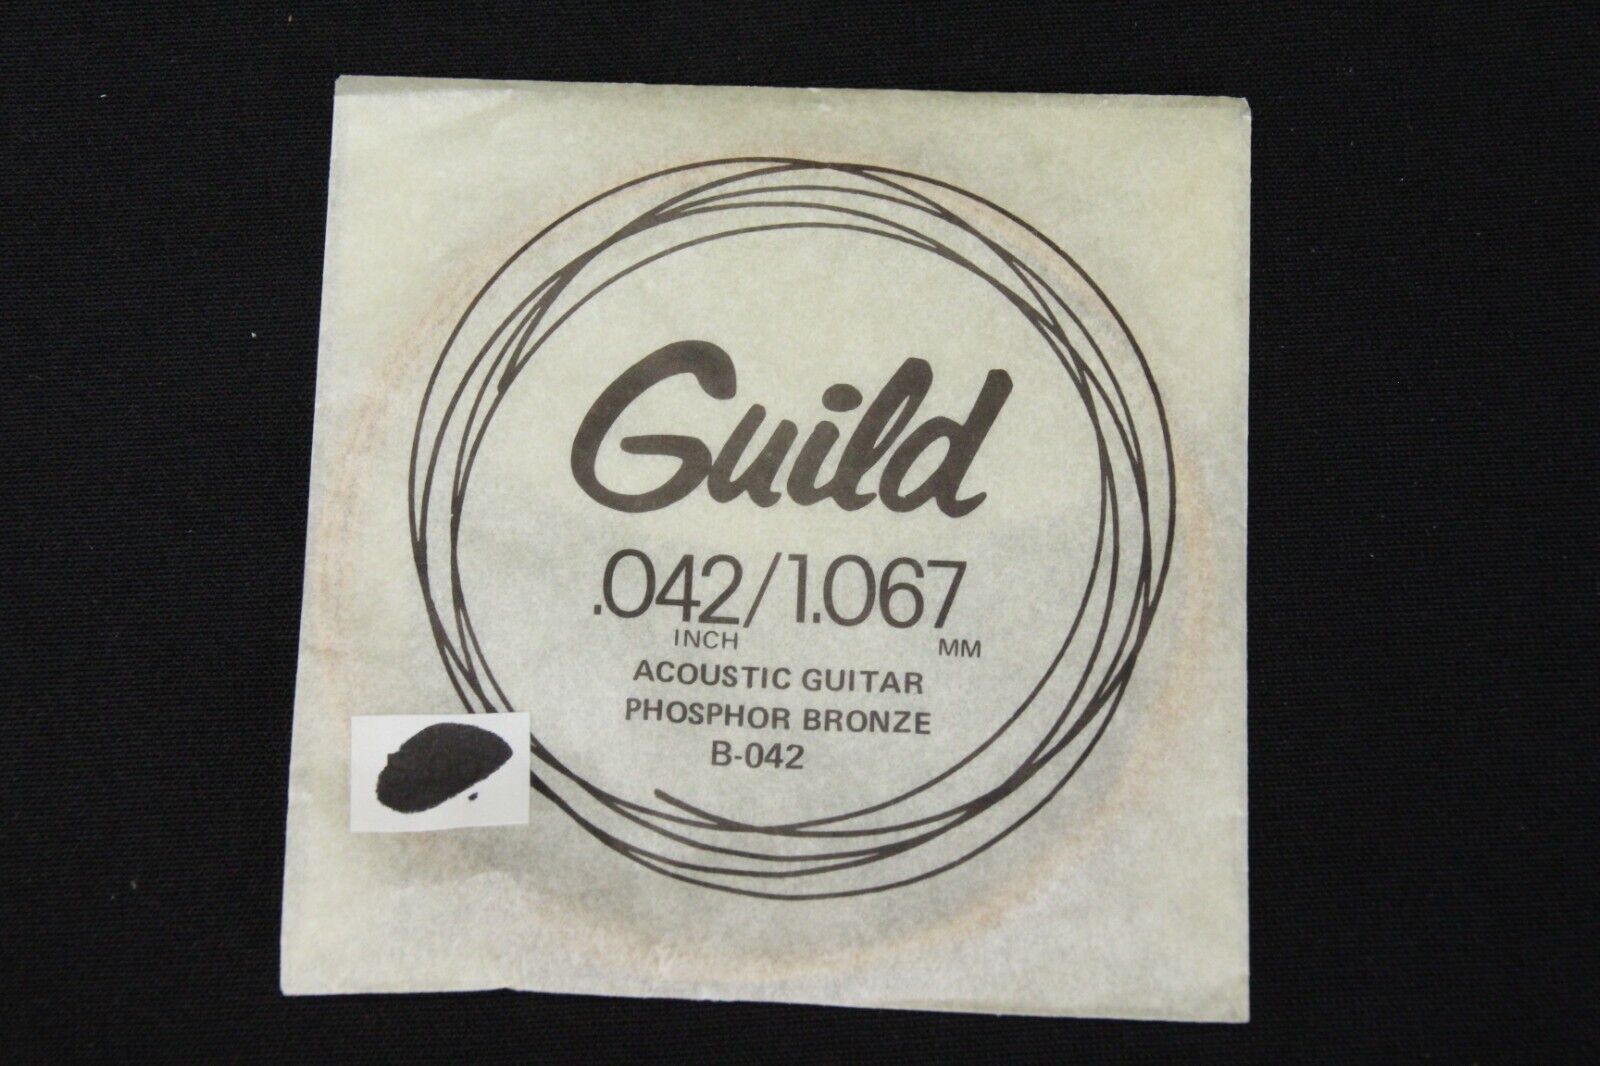 Guild
.042/1.067
INCH MM
ACOUSTIC GUITAR
PHOSPHOR BRONZE
B-042